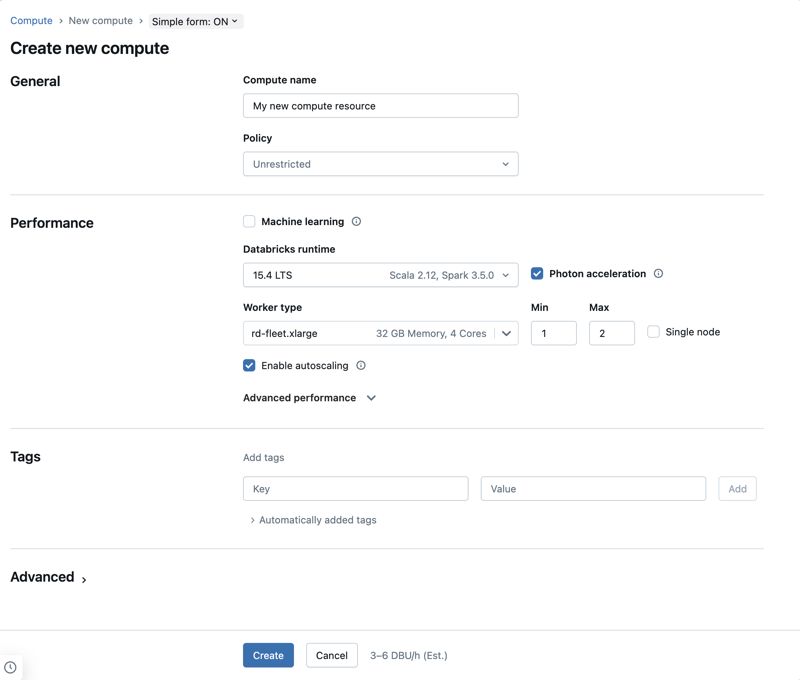 Compute > New compute > Simple form: ON
Create new compute
General
Compute name
My new compute resource
Policy
Unrestricted
Performance
Machine learning
Databricks runtime
15.4 LTS Scala 2.12, Spark 3.5.0
Photon acceleration
Worker type Min Max
rd-fleet.xlarge 32 GB Memory, 4 Cores 1 2 Single node
Enable autoscaling
Advanced performance
Tags
Add tags
Key Value Add
> Automatically added tags
Advanced >
Create Cancel 3–6 DBU/h (Est.)